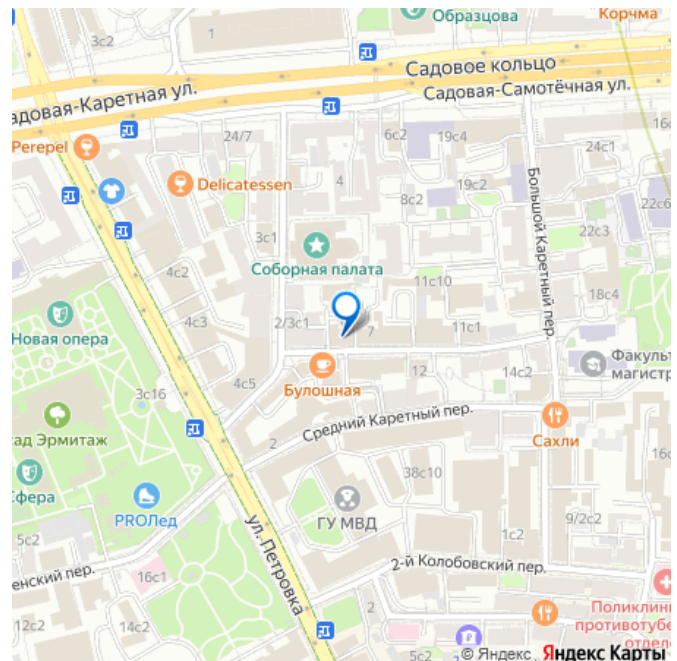 Образцова
Корчма
3с2
1
Садовое кольцо
адовая-Каретная ул.
Садовая-Самотёчная ул.
Perepel
24/7
6с2
19с4
16с
24с1
Delicatessen
4
19с2
8с2
22с6
Большой Каретный пер.
3с1
22с3
Соборная палата
4с2
11с10
18с4
Новая опера
4с3
2/3с1
7
11с1
Факульт
магистр
4с5
Булошная
12
14с2
3с16
ад Эрмитаж
Средний Каретный пер.
2
Сахли
Сфера
38с10
16с
PROЛед
ГУ МВД
9/2с2
5с2
ул. Петровка
1с2
енский пер.
16с1
2-й Колобовский пер.
12с2
14с2
2
Поликлин
противотубе
отдел
5
© Яндекс Яндекс Карты